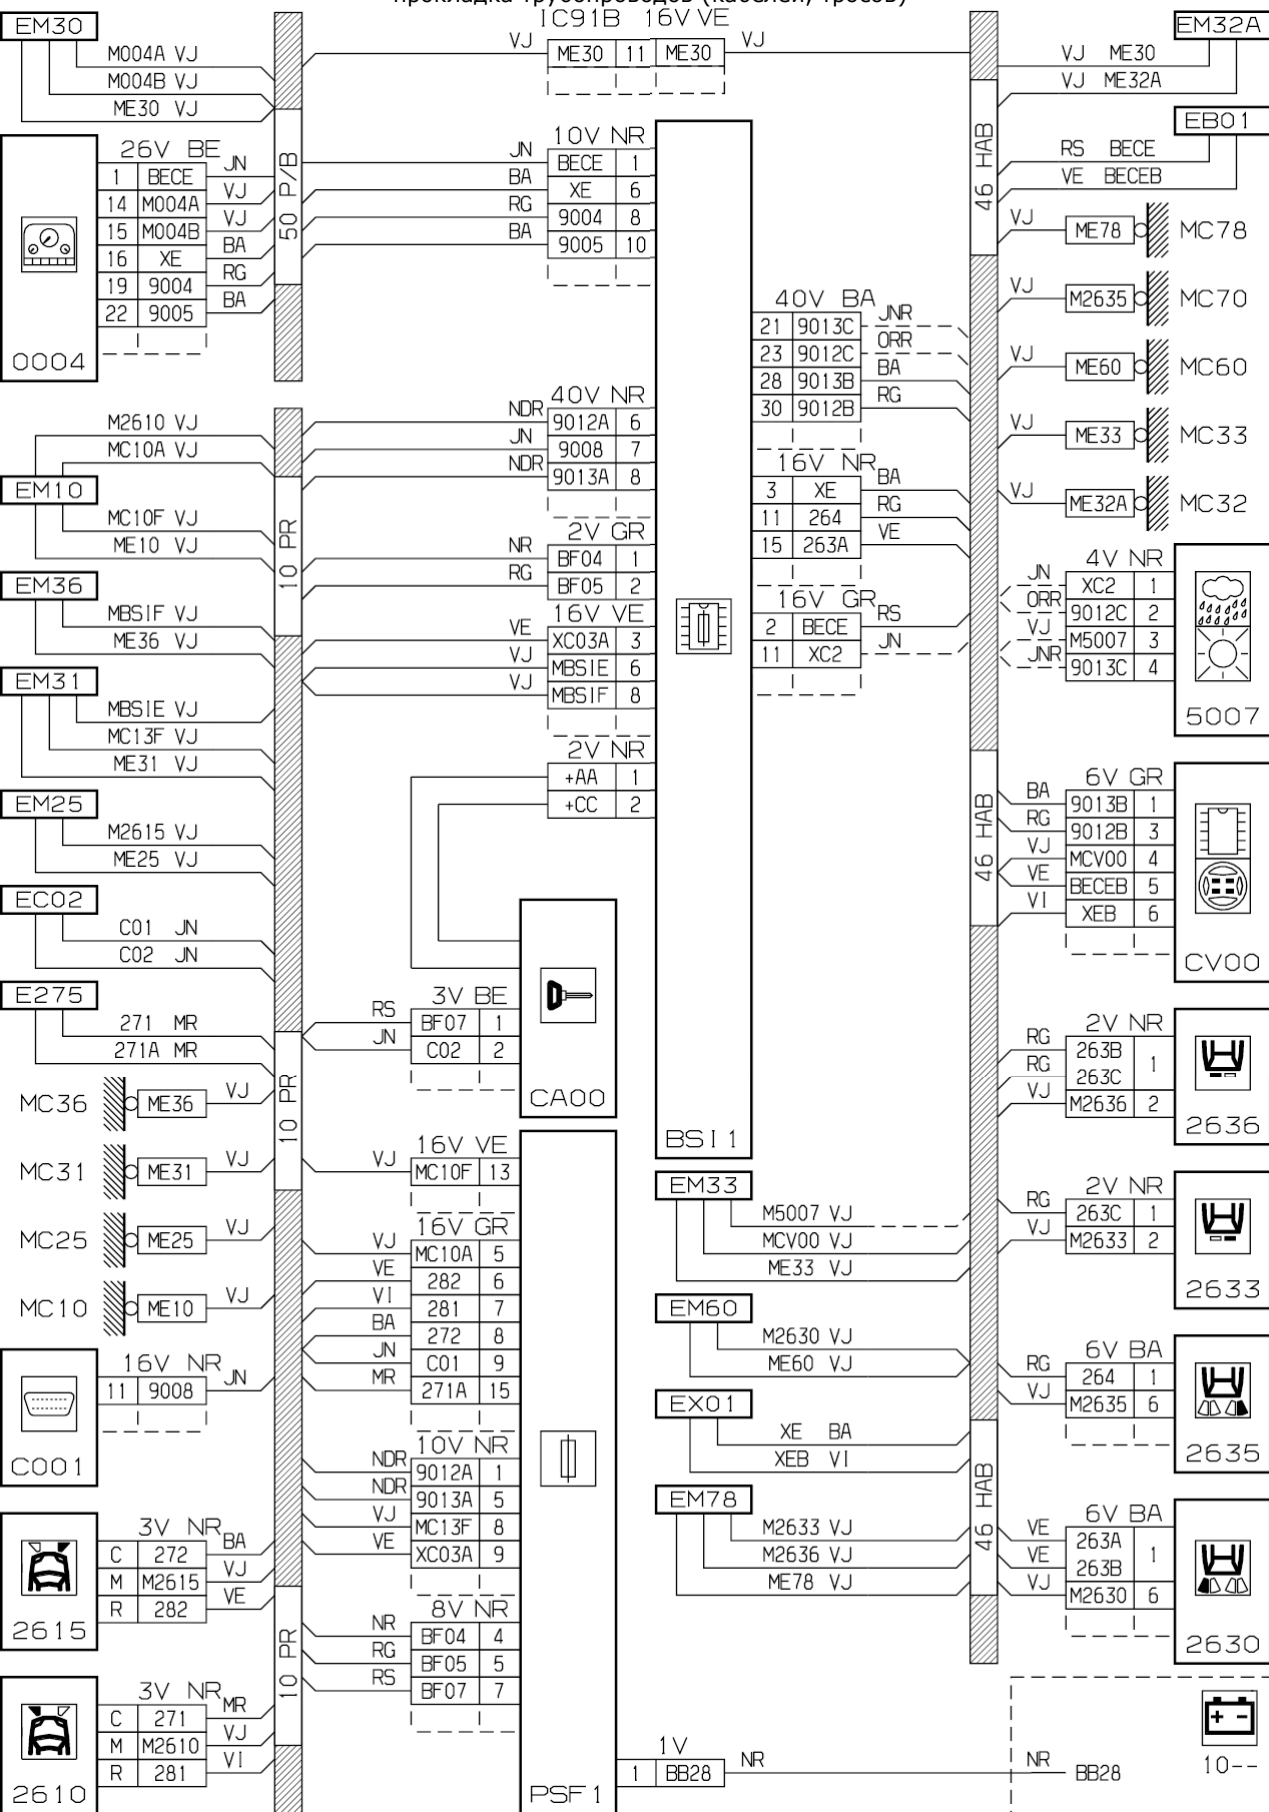 прокладка трубопроводов (кабелей, тросов)
EM30
M004A VJ
M004B VJ
ME30 VJ
IC91B 16V VE
VJ ME30 11 ME30 VJ
EM32A
VJ ME30
VJ ME32A
EB01
RS BECE
VE BECEB
0004
26V BE
1 BECE JN
14 M004A VJ
15 M004B VJ
16 XE BA
19 9004 RG
22 9005 BA
50 P/B
10V NR
JN BECE 1
BA XE 6
RG 9004 8
BA 9005 10
46 HAB
VJ ME78 MC78
VJ M2635 MC70
VJ ME60 MC60
VJ ME33 MC33
VJ ME32A MC32
40V BA
21 9013C JNR
23 9012C ORR
28 9013B BA
30 9012B RG
M2610 VJ
MC10A VJ
EM10
MC10F VJ
ME10 VJ
10 PR
40V NR
NDR 9012A 6
JN 9008 7
NDR 9013A 8
16V NR
3 XE BA
11 264 RG
15 263A VE
2V GR
NR BF04 1
RG BF05 2
EM36
MBSIF VJ
ME36 VJ
16V VE
VE XC03A 3
VJ MBSIE 6
VJ MBSIF 8
16V GR
2 BECE RS
11 XC2 JN
4V NR
JN XC2 1
ORR 9012C 2
VJ M5007 3
JNR 9013C 4
5007
EM31
MBSIE VJ
MC13F VJ
ME31 VJ
2V NR
+AA 1
+CC 2
EM25
M2615 VJ
ME25 VJ
46 HAB
6V GR
BA 9013B 1
RG 9012B 3
VJ MCV00 4
VE BECEB 5
VI XEB 6
CV00
EC02
C01 JN
C02 JN
E275
271 MR
271A MR
3V BE
RS BF07 1
JN C02 2
CA00
BSI1
2V NR
RG 263B 1
RG 263C
VJ M2636 2
2636
MC36 ME36 VJ
10 PR
MC31 ME31 VJ
MC25 ME25 VJ
MC10 ME10 VJ
16V VE
VJ MC10F 13
16V GR
VJ MC10A 5
VE 282 6
VI 281 7
BA 272 8
JN C01 9
MR 271A 15
EM33
M5007 VJ
MCV00 VJ
ME33 VJ
2V NR
RG 263C 1
VJ M2633 2
2633
EM60
M2630 VJ
ME60 VJ
6V BA
RG 264 1
VJ M2635 6
2635
16V NR
11 9008 JN
C001
EX01
XE BA
XEB VI
46 HAB
10V NR
NDR 9012A 1
NDR 9013A 5
VJ MC13F 8
VE XC03A 9
EM78
M2633 VJ
M2636 VJ
ME78 VJ
6V BA
VE 263A 1
VE 263B
VJ M2630 6
2630
3V NR
C 272 BA
M M2615 VJ
R 282 VE
2615
10 PR
8V NR
NR BF04 4
RG BF05 5
RS BF07 7
3V NR
C 271 MR
M M2610 VJ
R 281 VI
2610
PSF1
1V
1 BB28 NR
NR BB28
+ -
10--